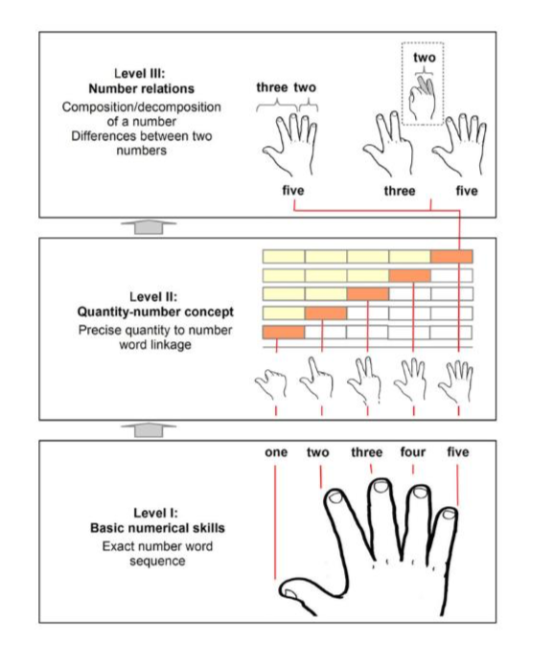 Level III:
Number relations
Composition/decomposition
of a number
Differences between two
numbers
two
three two
five
three
five
Level II:
Quantity-number concept
Precise quantity to number
word linkage
one two three four five
Level I:
Basic numerical skills
Exact number word
sequence